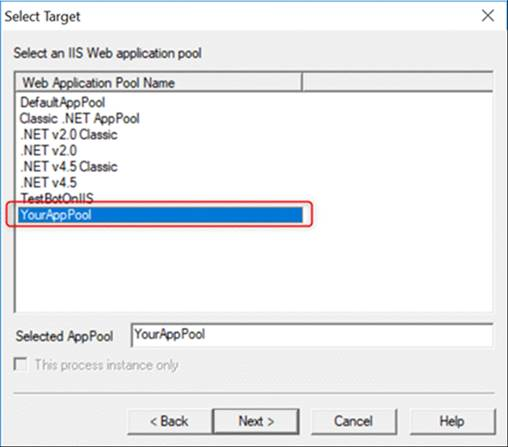 Select Target
Select an IIS Web application pool
Web Application Pool Name
DefaultAppPool
Classic .NET AppPool
.NET v2.0 Classic
.NET v2.0
.NET v4.5 Classic
.NET v4.5
TestBotOnIIS
YourAppPool
Selected AppPool YourAppPool
This process instance only
< Back Next > Cancel Help